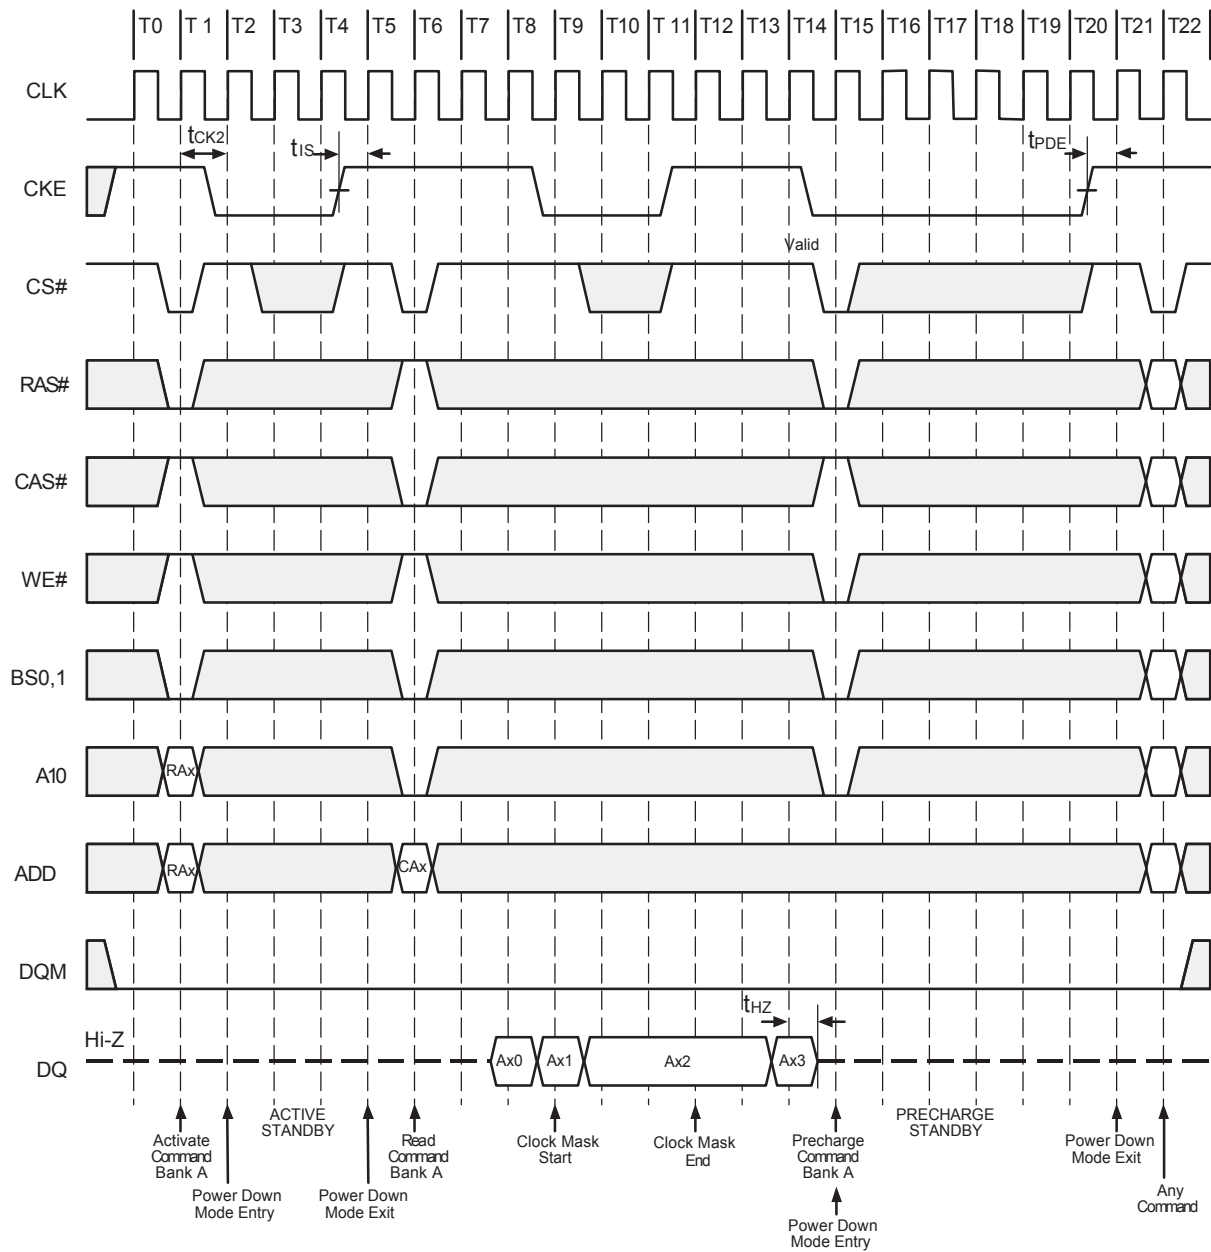 T0 T 1 T2 T3 T4 T5 T6 T7 T8 T9 T10 T 11 T12 T13 T14 T15 T16 T17 T18 T19 T20 T21 T22
CLK
tCK2
tIS
tPDE
CKE
Valid
CS#
RAS#
CAS#
WE#
BS0,1
A10
RAx
ADD
RAx
CAx
DQM
tHZ
Hi-Z
DQ
Ax0 Ax1 Ax2 Ax3
Activate
Command
Bank A
Power Down
Mode Entry
ACTIVE
STANDBY
Power Down
Mode Exit
Read
Command
Bank A
Clock Mask
Start
Clock Mask
End
Precharge
Command
Bank A
Power Down
Mode Entry
PRECHARGE
STANDBY
Power Down
Mode Exit
Any
Command